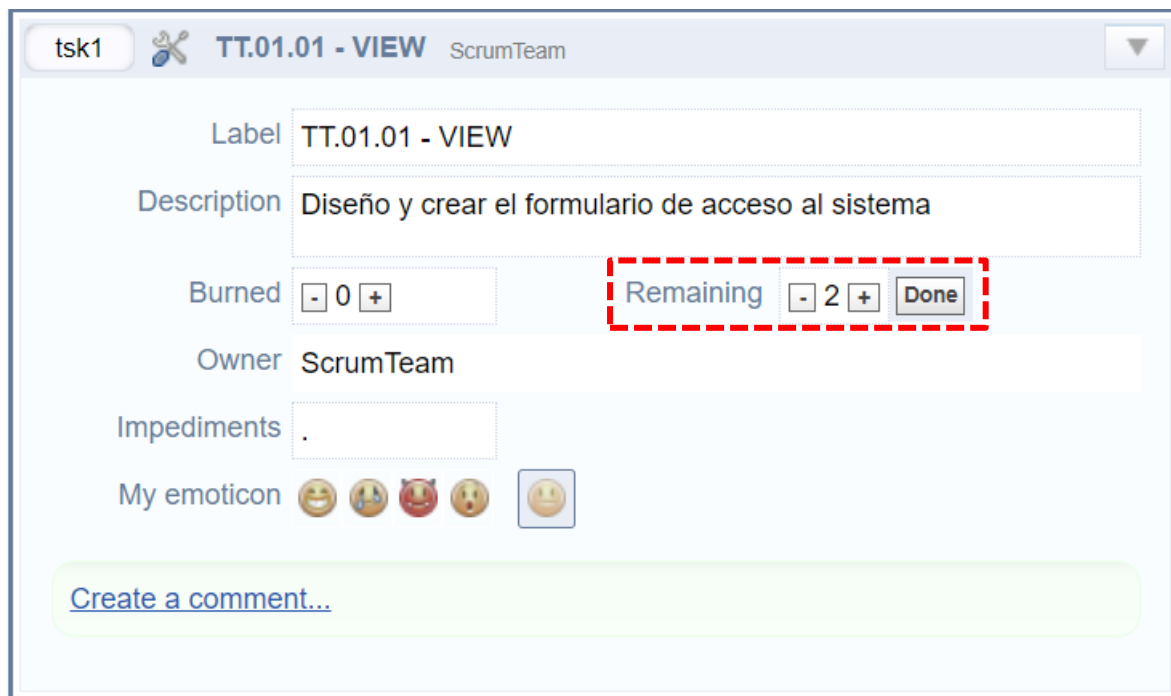 tsk1 TT.01.01 - VIEW ScrumTeam
Label TT.01.01 - VIEW
Description Diseño y crear el formulario de acceso al sistema
Burned - 0 + Remaining - 2 + Done
Owner ScrumTeam
Impediments .
My emoticon
Create a comment...